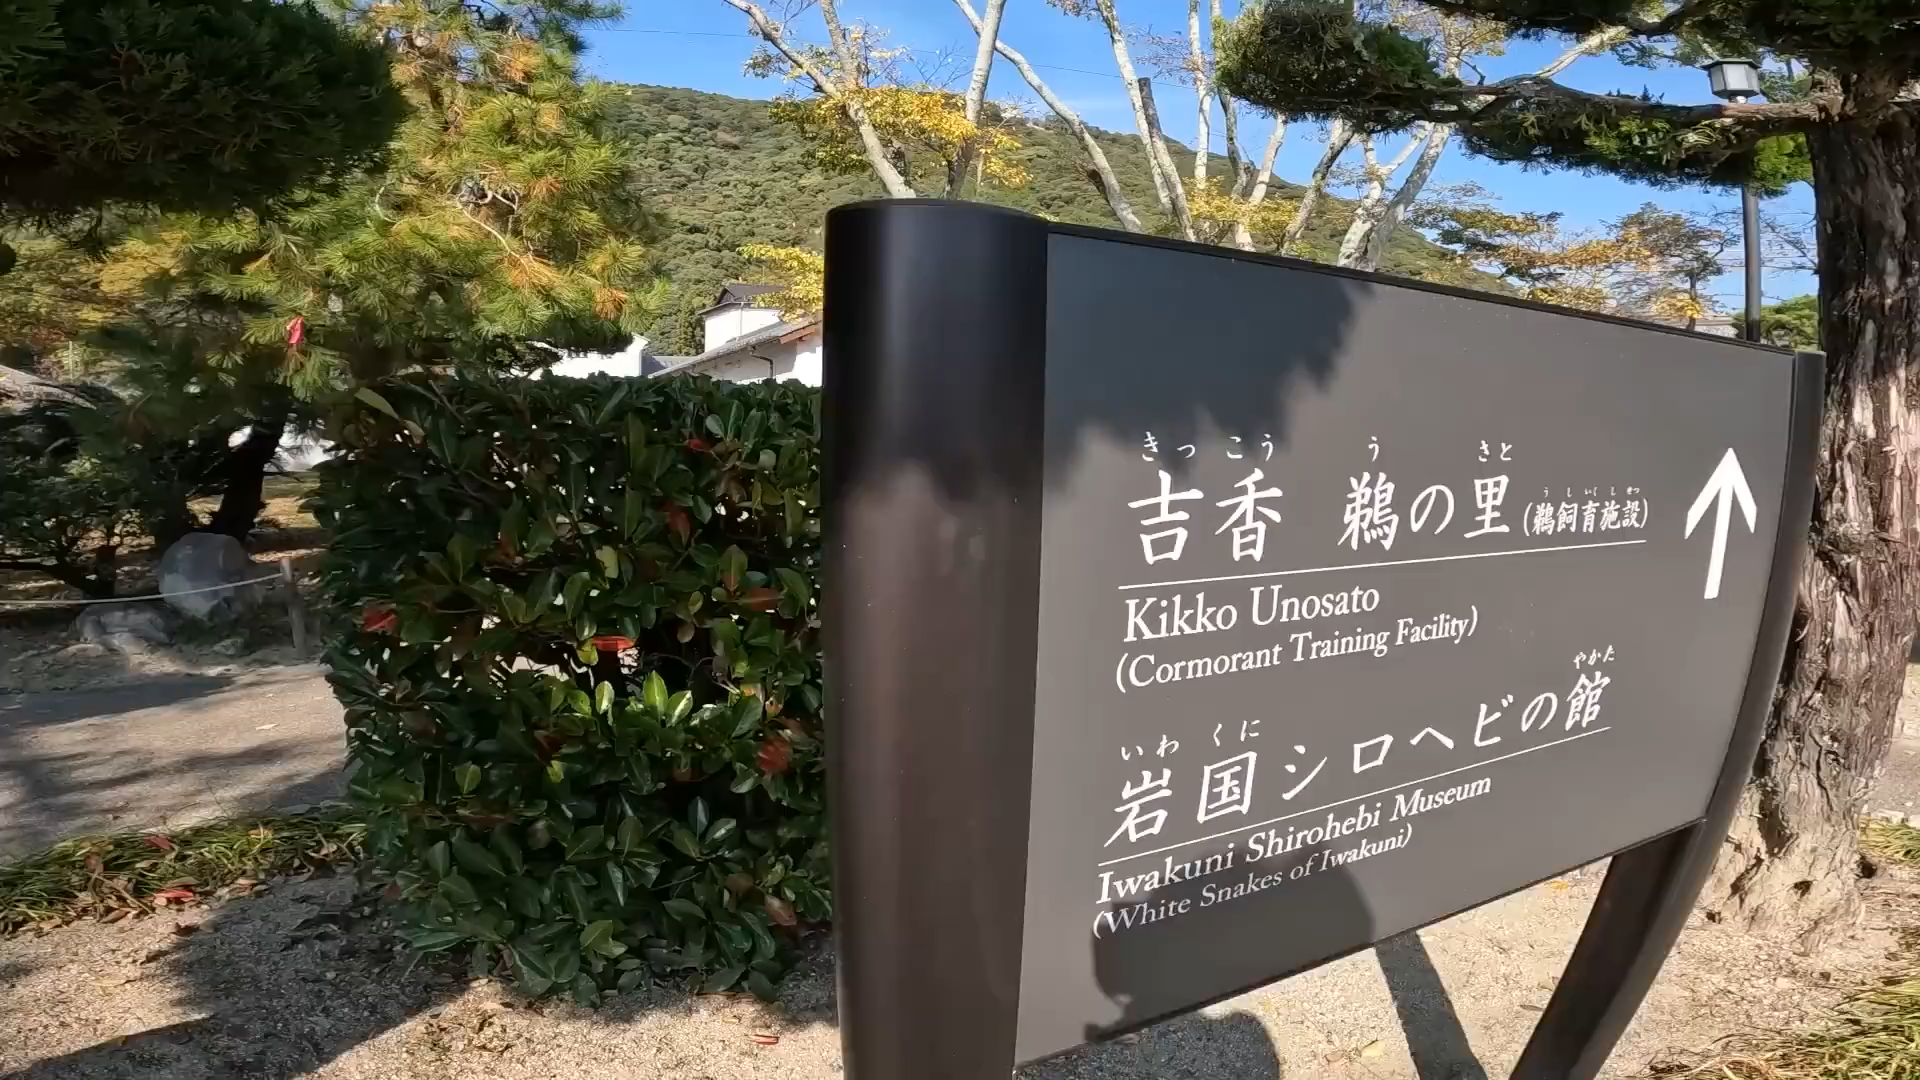 きっこう う さと
吉香 鵜の里(鵜飼育施設)
Kikko Unosato
(Cormorant Training Facility)
やかた
いわくに
岩国シロヘビの館
Iwakuni Shirohebi Museum
(White Snakes of Iwakuni)